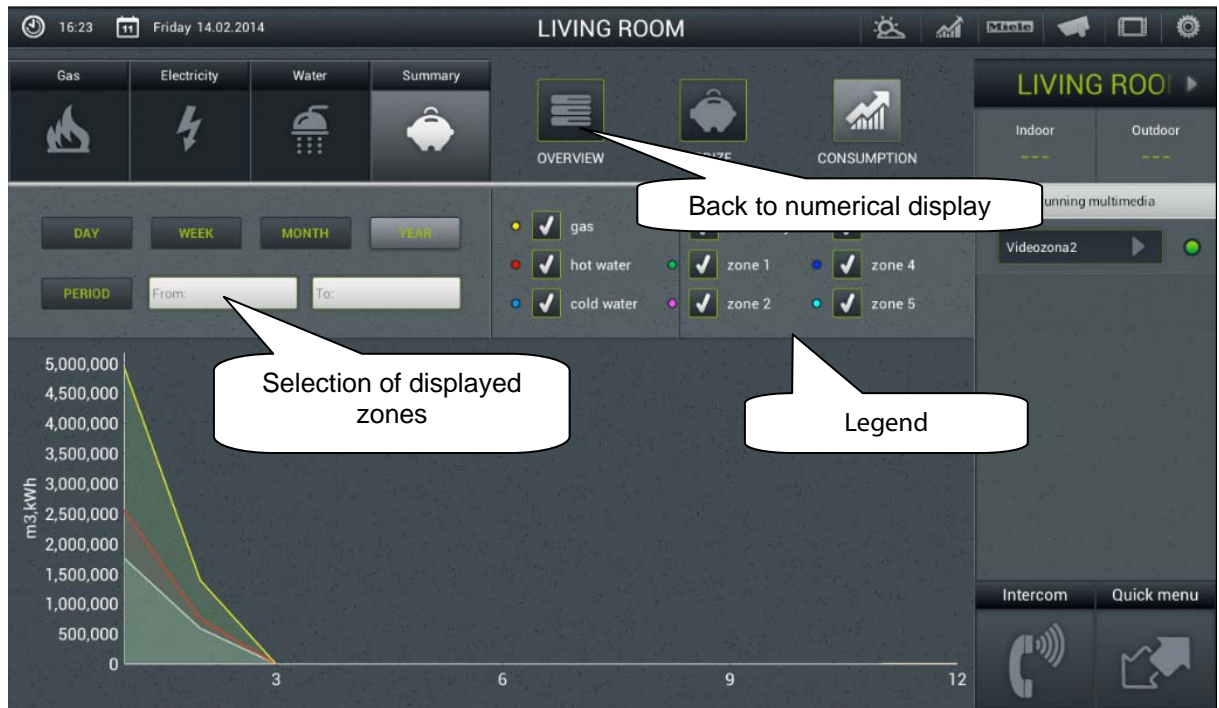 16:23
11
Friday 14.02.2014
LIVING ROOM
Miele
Gas
Electricity
Water
Summary
OVERVIEW
CONSUMPTION
Back to numerical display
LIVING
Indoor
Outdoor
---
---
multimedia
Videozona2
DAY
WEEK
MONTH
YEAR
PERIOD
From:
To:
gas
hot water
zone 1
zone 4
cold water
zone 2
zone 5
Selection of displayed
zones
Legend
m3,kWh
5,000,000
4,500,000
4,000,000
3,500,000
3,000,000
2,500,000
2,000,000
1,500,000
1,000,000
500,000
0
3
6
9
12
Intercom
Quick menu